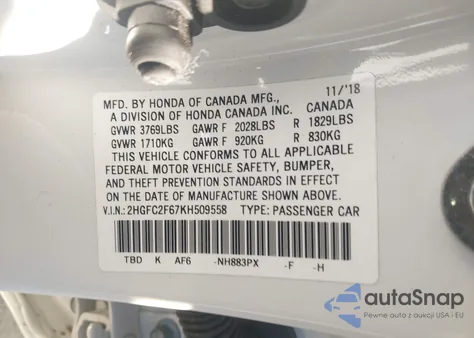 MFD. BY HONDA OF CANADA MFG., 11/'18
A DIVISION OF HONDA CANADA INC. CANADA
GVWR 3769LBS GAWR F 2028LBS R 1829LBS
GVWR 1710KG GAWR F 920KG R 830KG
THIS VEHICLE CONFORMS TO ALL APPLICABLE
FEDERAL MOTOR VEHICLE SAFETY, BUMPER,
AND THEFT PREVENTION STANDARDS IN EFFECT
ON THE DATE OF MANUFACTURE SHOWN ABOVE.
V.I.N.: 2HGFC2F67KH509558 TYPE: PASSENGER CAR
TBD K AF6 -NH883PX -F -H
autoSnap
Pewne auta z aukcji USA i EU